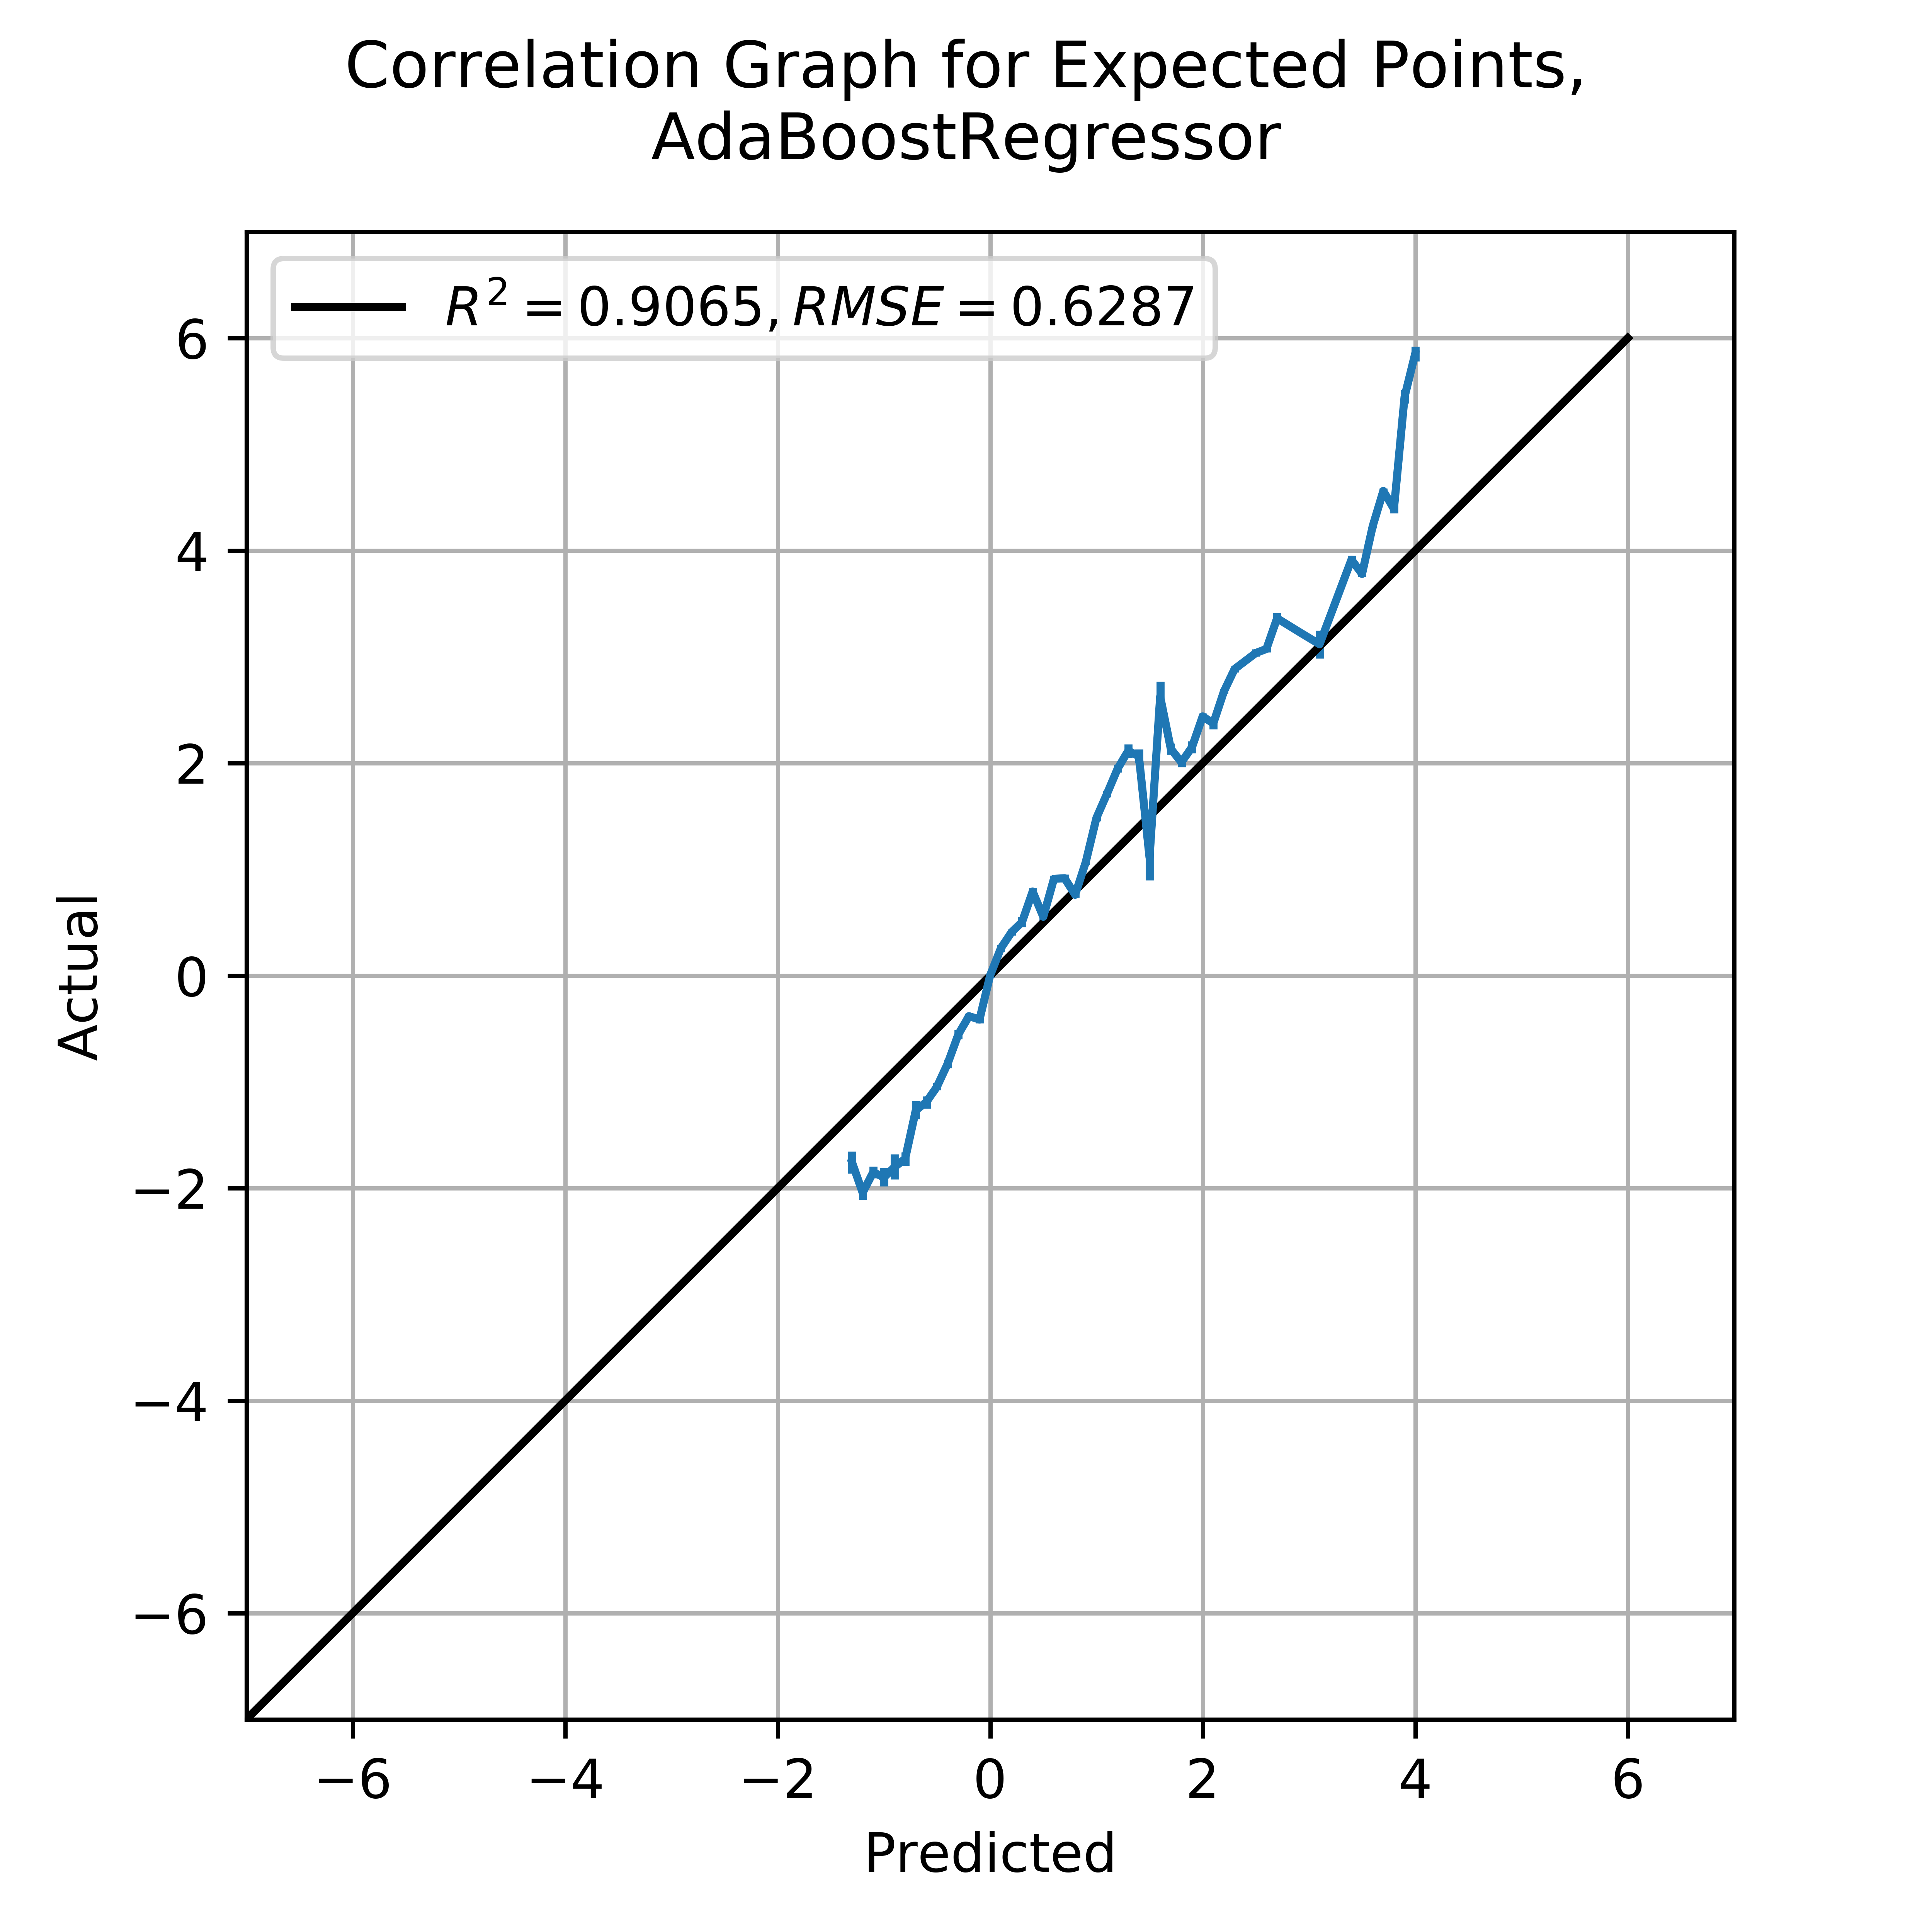 Correlation Graph for Expected Points,
AdaBoostRegressor
R² = 0.9065, RMSE = 0.6287
6
4
2
0
−2
−4
−6
Actual
−6 −4 −2 0 2 4 6
Predicted